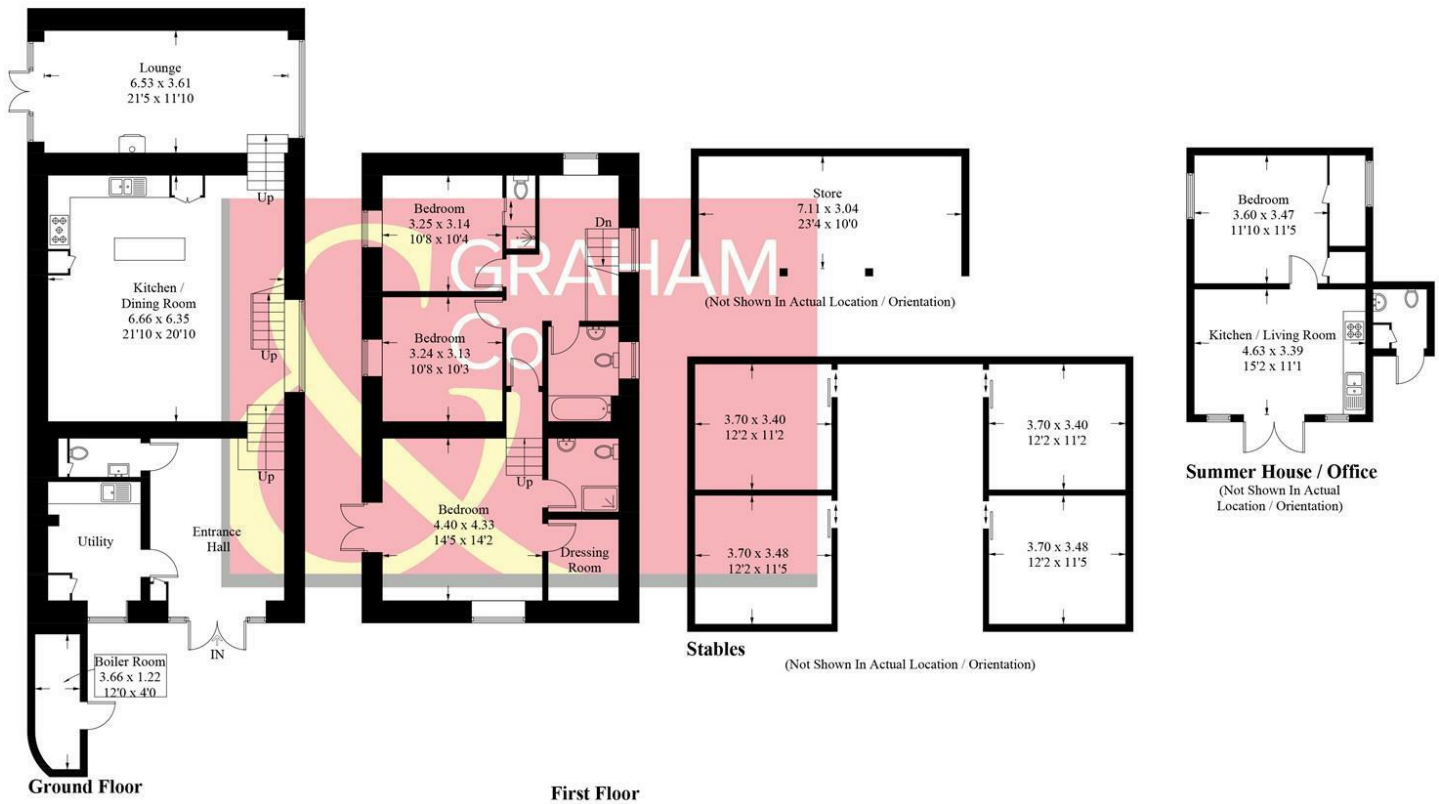 Lounge
6.53 x 3.61
21'5 x 11'10
Up
Kitchen /
Dining Room
6.66 x 6.35
21'10 x 20'10
Up
Up
Utility
Entrance
Hall
IN
Boiler Room
3.66 x 1.22
12'0 x 4'0
Ground Floor
Bedroom
3.25 x 3.14
10'8 x 10'4
Dn
Bedroom
3.24 x 3.13
10'8 x 10'3
Up
Bedroom
4.40 x 4.33
14'5 x 14'2
Dressing
Room
First Floor
&
GRAHAM
Co
Store
7.11 x 3.04
23'4 x 10'0
(Not Shown In Actual Location / Orientation)
3.70 x 3.40
12'2 x 11'2
3.70 x 3.40
12'2 x 11'2
3.70 x 3.48
12'2 x 11'5
3.70 x 3.48
12'2 x 11'5
Stables
(Not Shown In Actual Location / Orientation)
Bedroom
3.60 x 3.47
11'10 x 11'5
Kitchen / Living Room
4.63 x 3.39
15'2 x 11'1
Summer House / Office
(Not Shown In Actual
Location / Orientation)